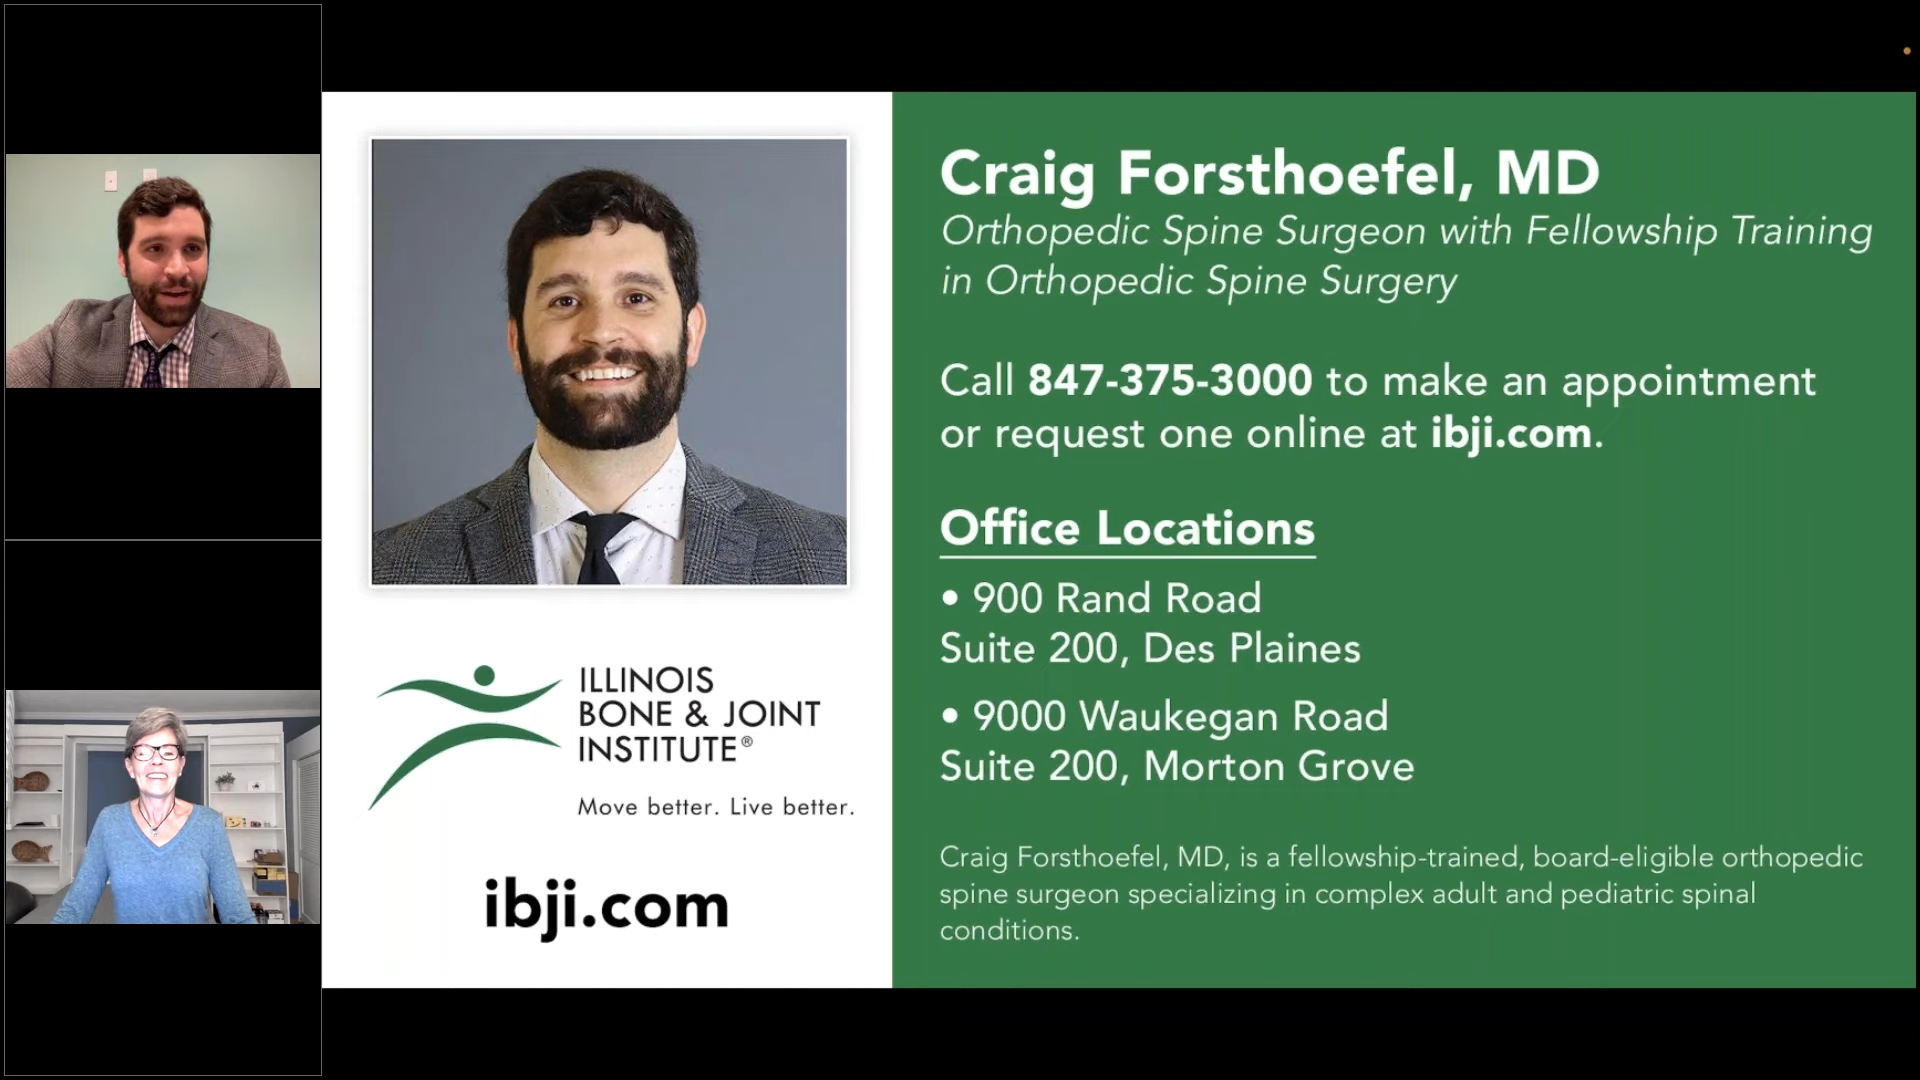 Craig Forsthoefel, MD
Orthopedic Spine Surgeon with Fellowship Training
in Orthopedic Spine Surgery
Call 847-375-3000 to make an appointment
or request one online at ibji.com.
Office Locations
• 900 Rand Road
Suite 200, Des Plaines
• 9000 Waukegan Road
Suite 200, Morton Grove
Craig Forsthoefel, MD, is a fellowship-trained, board-eligible orthopedic
spine surgeon specializing in complex adult and pediatric spinal
conditions.
ILLINOIS
BONE & JOINT
INSTITUTE®
Move better. Live better.
ibji.com